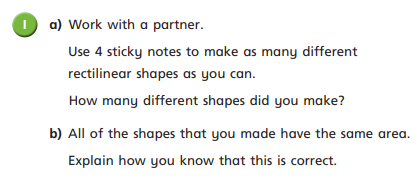 1 a) Work with a partner.
Use 4 sticky notes to make as many different
rectilinear shapes as you can.
How many different shapes did you make?
b) All of the shapes that you made have the same area.
Explain how you know that this is correct.